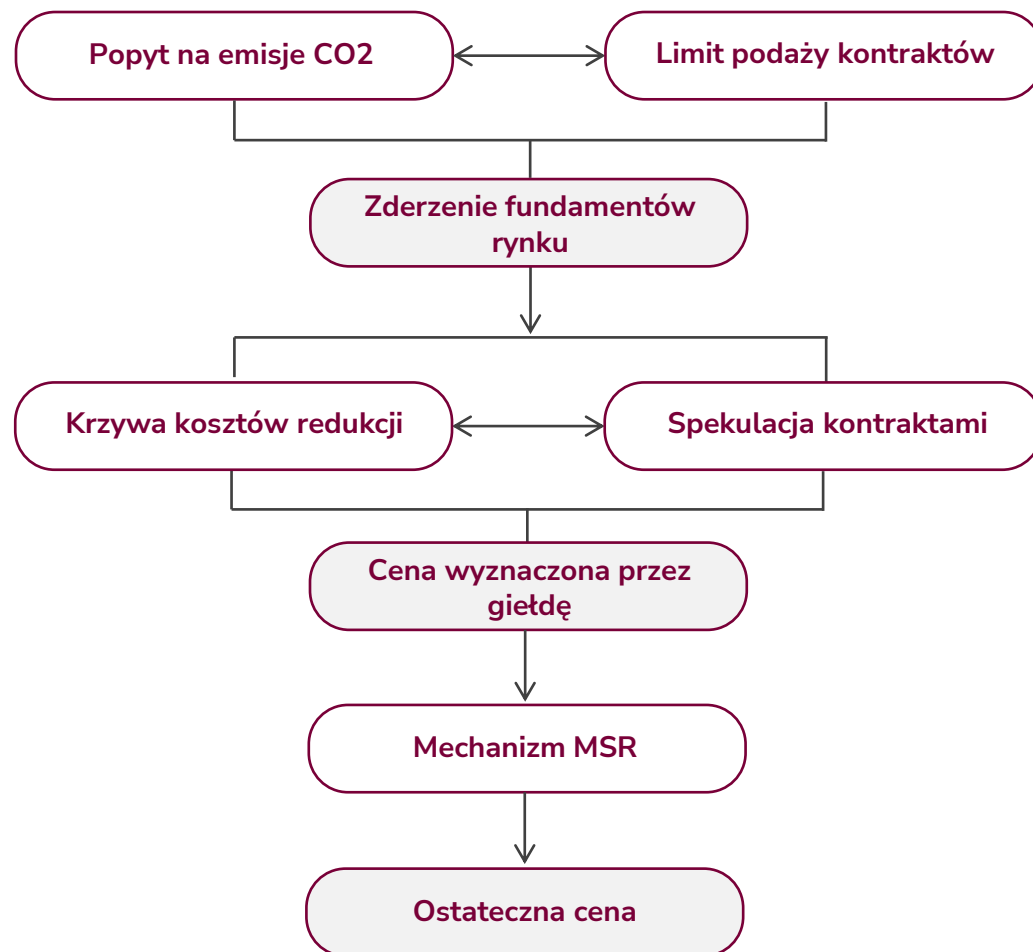 Popyt na emisje CO2
Limit podaży kontraktów
Zderzenie fundamentów
rynku
Krzywa kosztów redukcji
Spekulacja kontraktami
Cena wyznaczona przez
giełdę
Mechanizm MSR
Ostateczna cena